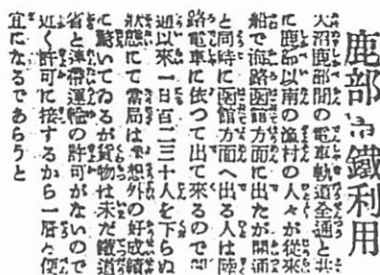 鹿部の鐵利用
大沼鹿部間の電車軌道全通と共
に鹿部以南の漁村の人々が從來
船で海路函館方面に出たが開通
と同時に函館方面へ出る人は陸
路電車に依つて出て來るので開
通以來一日百二三十人を下らぬ
狀態にて當局は豫想外の好成績
に驚いてゐるが貨物は未だ鐵道
省と連帶運輸の許可がないので
近く許可に接するから一層々便
宜になるであらうと